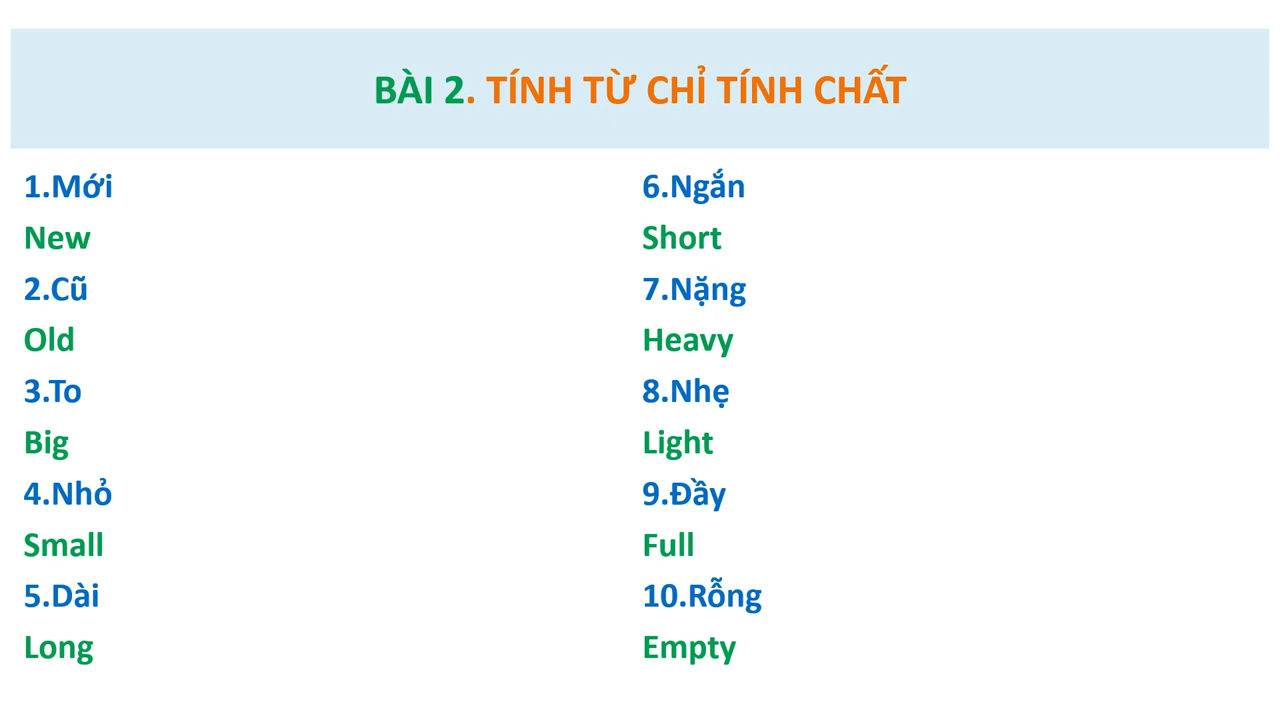 BÀI 2. TÍNH TỪ CHỈ TÍNH CHẤT
1.Mới
New
2.Cũ
Old
3.To
Big
4.Nhỏ
Small
5.Dài
Long
6.Ngắn
Short
7.Nặng
Heavy
8.Nhẹ
Light
9.Đầy
Full
10.Rỗng
Empty